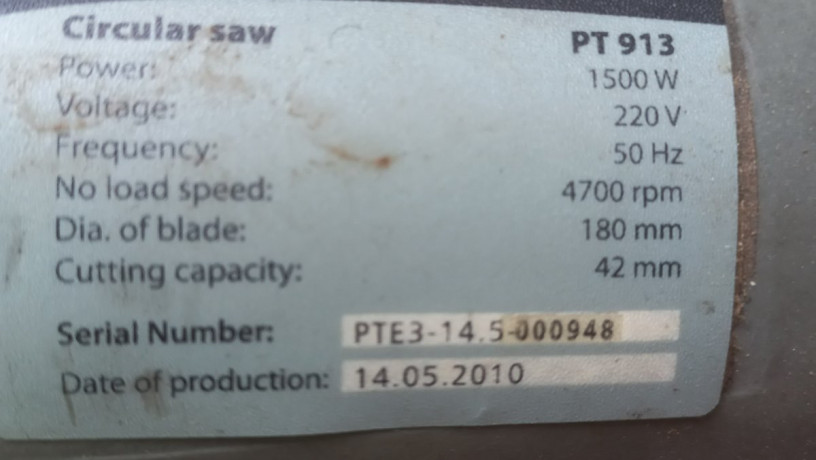 Circular saw PT 913
Power: 1500 W
Voltage: 220 V
Frequency: 50 Hz
No load speed: 4700 rpm
Dia. of blade: 180 mm
Cutting capacity: 42 mm
Serial Number: PTE3-14.5-000948
Date of production: 14.05.2010